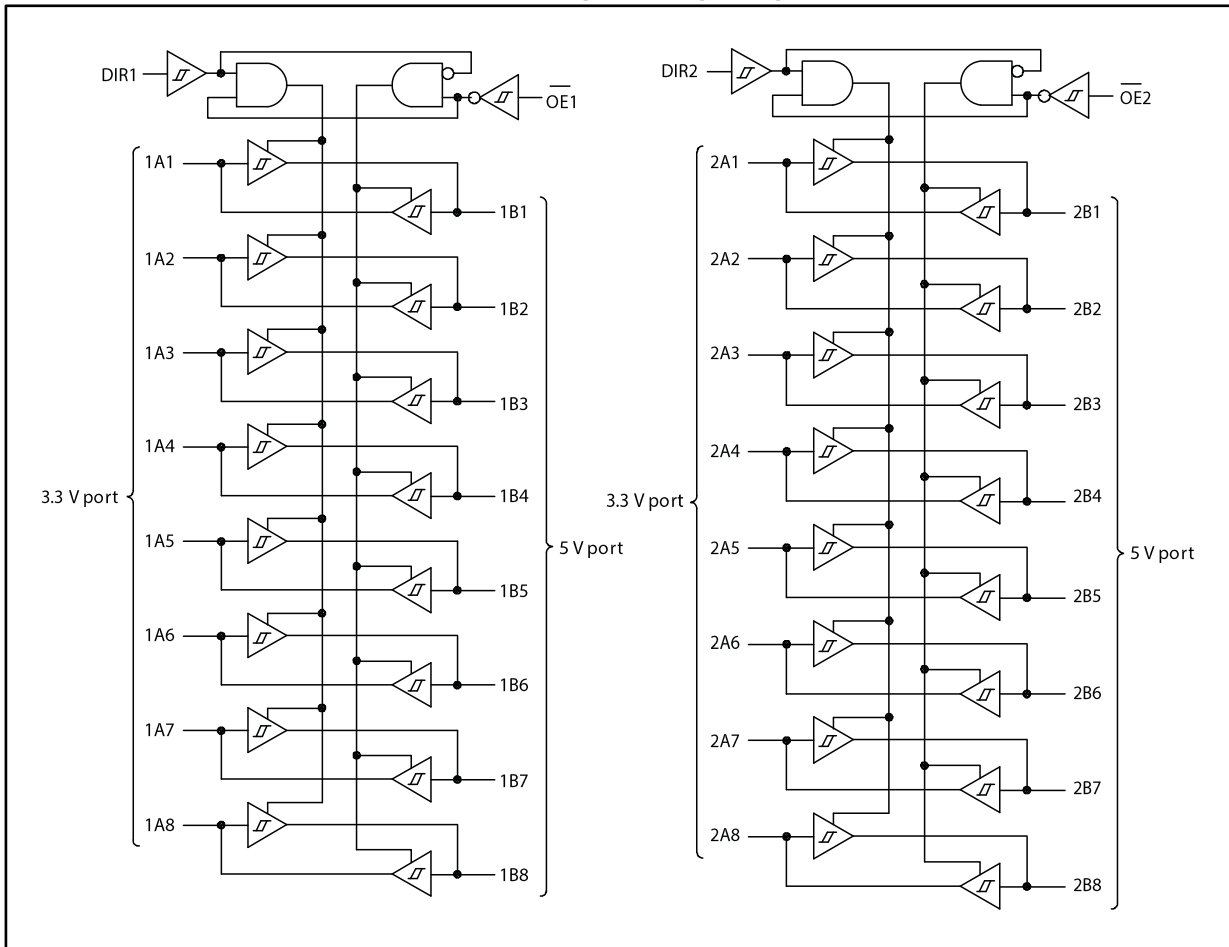 DIR1
O̅E̅1
1A1
1B1
1A2
1B2
1A3
1B3
1A4
1B4
3.3 V port
1A5
5 V port
1B5
1A6
1B6
1A7
1B7
1A8
1B8
DIR2
O̅E̅2
2A1
2B1
2A2
2B2
2A3
2B3
2A4
2B4
3.3 V port
2A5
5 V port
2B5
2A6
2B6
2A7
2B7
2A8
2B8